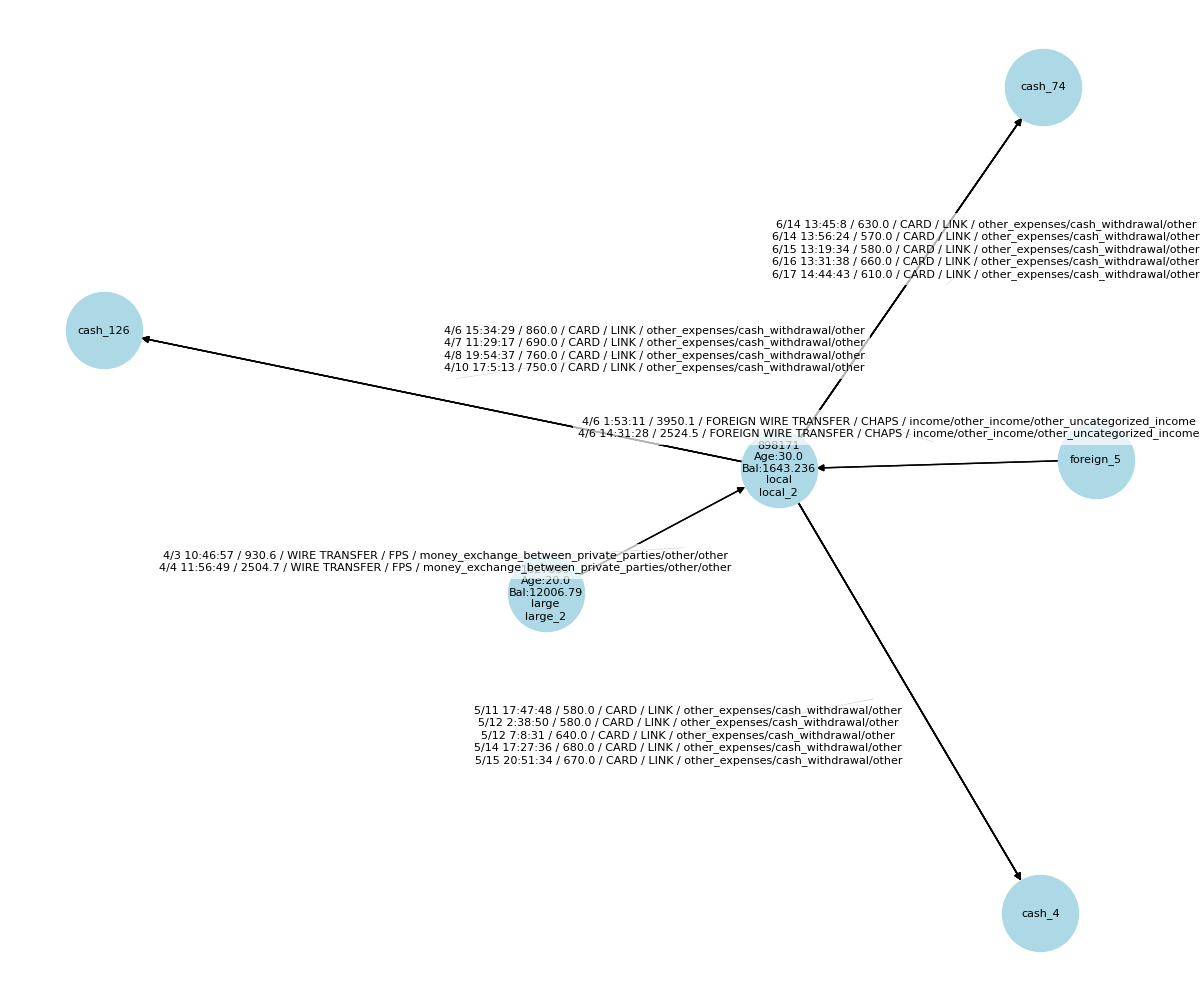 cash_74
6/14 13:45:8 / 630.0 / CARD / LINK / other_expenses/cash_withdrawal/other
6/14 13:56:24 / 570.0 / CARD / LINK / other_expenses/cash_withdrawal/other
6/15 13:19:34 / 580.0 / CARD / LINK / other_expenses/cash_withdrawal/other
6/16 13:31:38 / 660.0 / CARD / LINK / other_expenses/cash_withdrawal/other
6/17 14:44:43 / 610.0 / CARD / LINK / other_expenses/cash_withdrawal/other
cash_126
4/6 15:34:29 / 860.0 / CARD / LINK / other_expenses/cash_withdrawal/other
4/7 11:29:17 / 690.0 / CARD / LINK / other_expenses/cash_withdrawal/other
4/8 19:54:37 / 760.0 / CARD / LINK / other_expenses/cash_withdrawal/other
4/10 17:5:13 / 750.0 / CARD / LINK / other_expenses/cash_withdrawal/other
4/6 1:53:11 / 3950.1 / FOREIGN WIRE TRANSFER / CHAPS / income/other_income/other_uncategorized_income
4/6 14:31:28 / 2524.5 / FOREIGN WIRE TRANSFER / CHAPS / income/other_income/other_uncategorized_income
898171
Age:30.0
Bal:1643.236
local
local_2
foreign_5
4/3 10:46:57 / 930.6 / WIRE TRANSFER / FPS / money_exchange_between_private_parties/other/other
4/4 11:56:49 / 2504.7 / WIRE TRANSFER / FPS / money_exchange_between_private_parties/other/other
Age:20.0
Bal:12006.79
large
large_2
5/11 17:47:48 / 580.0 / CARD / LINK / other_expenses/cash_withdrawal/other
5/12 2:38:50 / 580.0 / CARD / LINK / other_expenses/cash_withdrawal/other
5/12 7:8:31 / 640.0 / CARD / LINK / other_expenses/cash_withdrawal/other
5/14 17:27:36 / 680.0 / CARD / LINK / other_expenses/cash_withdrawal/other
5/15 20:51:34 / 670.0 / CARD / LINK / other_expenses/cash_withdrawal/other
cash_4